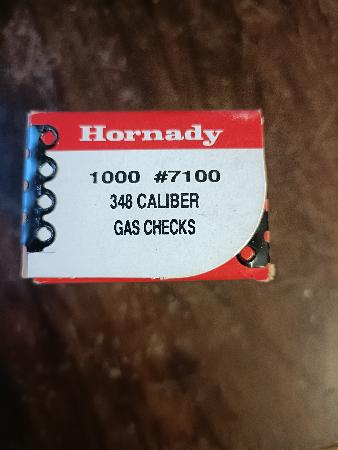 Hornady
1000 #7100
348 CALIBER
GAS CHECKS